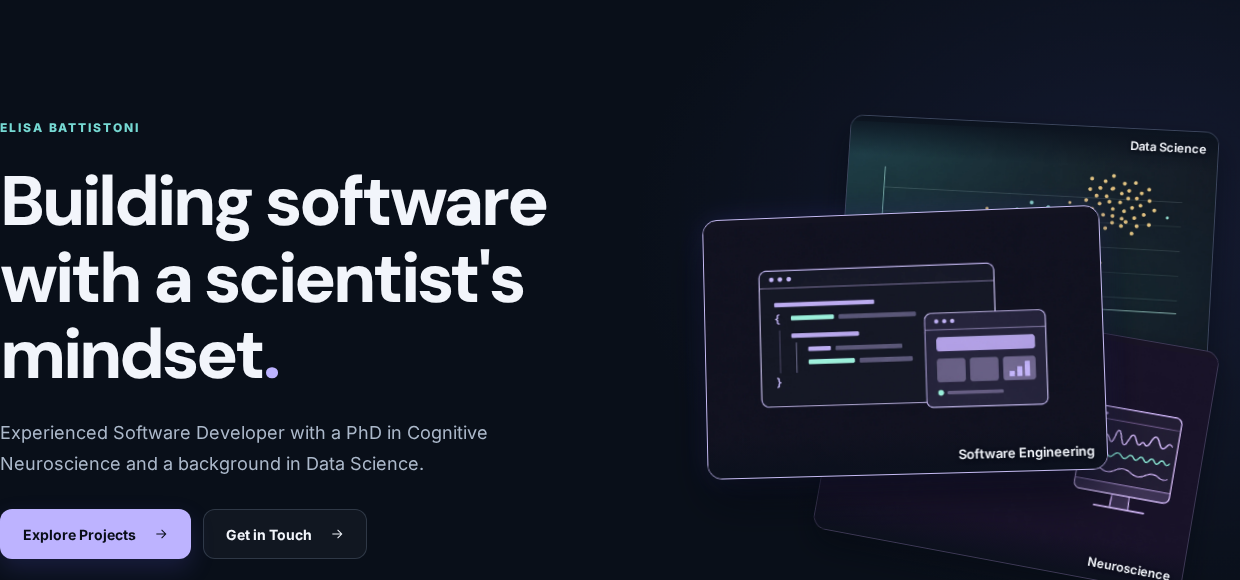 ELISA BATTISTONI
Building software
with a scientist's
mindset.
Experienced Software Developer with a PhD in Cognitive
Neuroscience and a background in Data Science.
Explore Projects →
Get in Touch →
Data Science
{
}
Software Engineering
Neuroscience